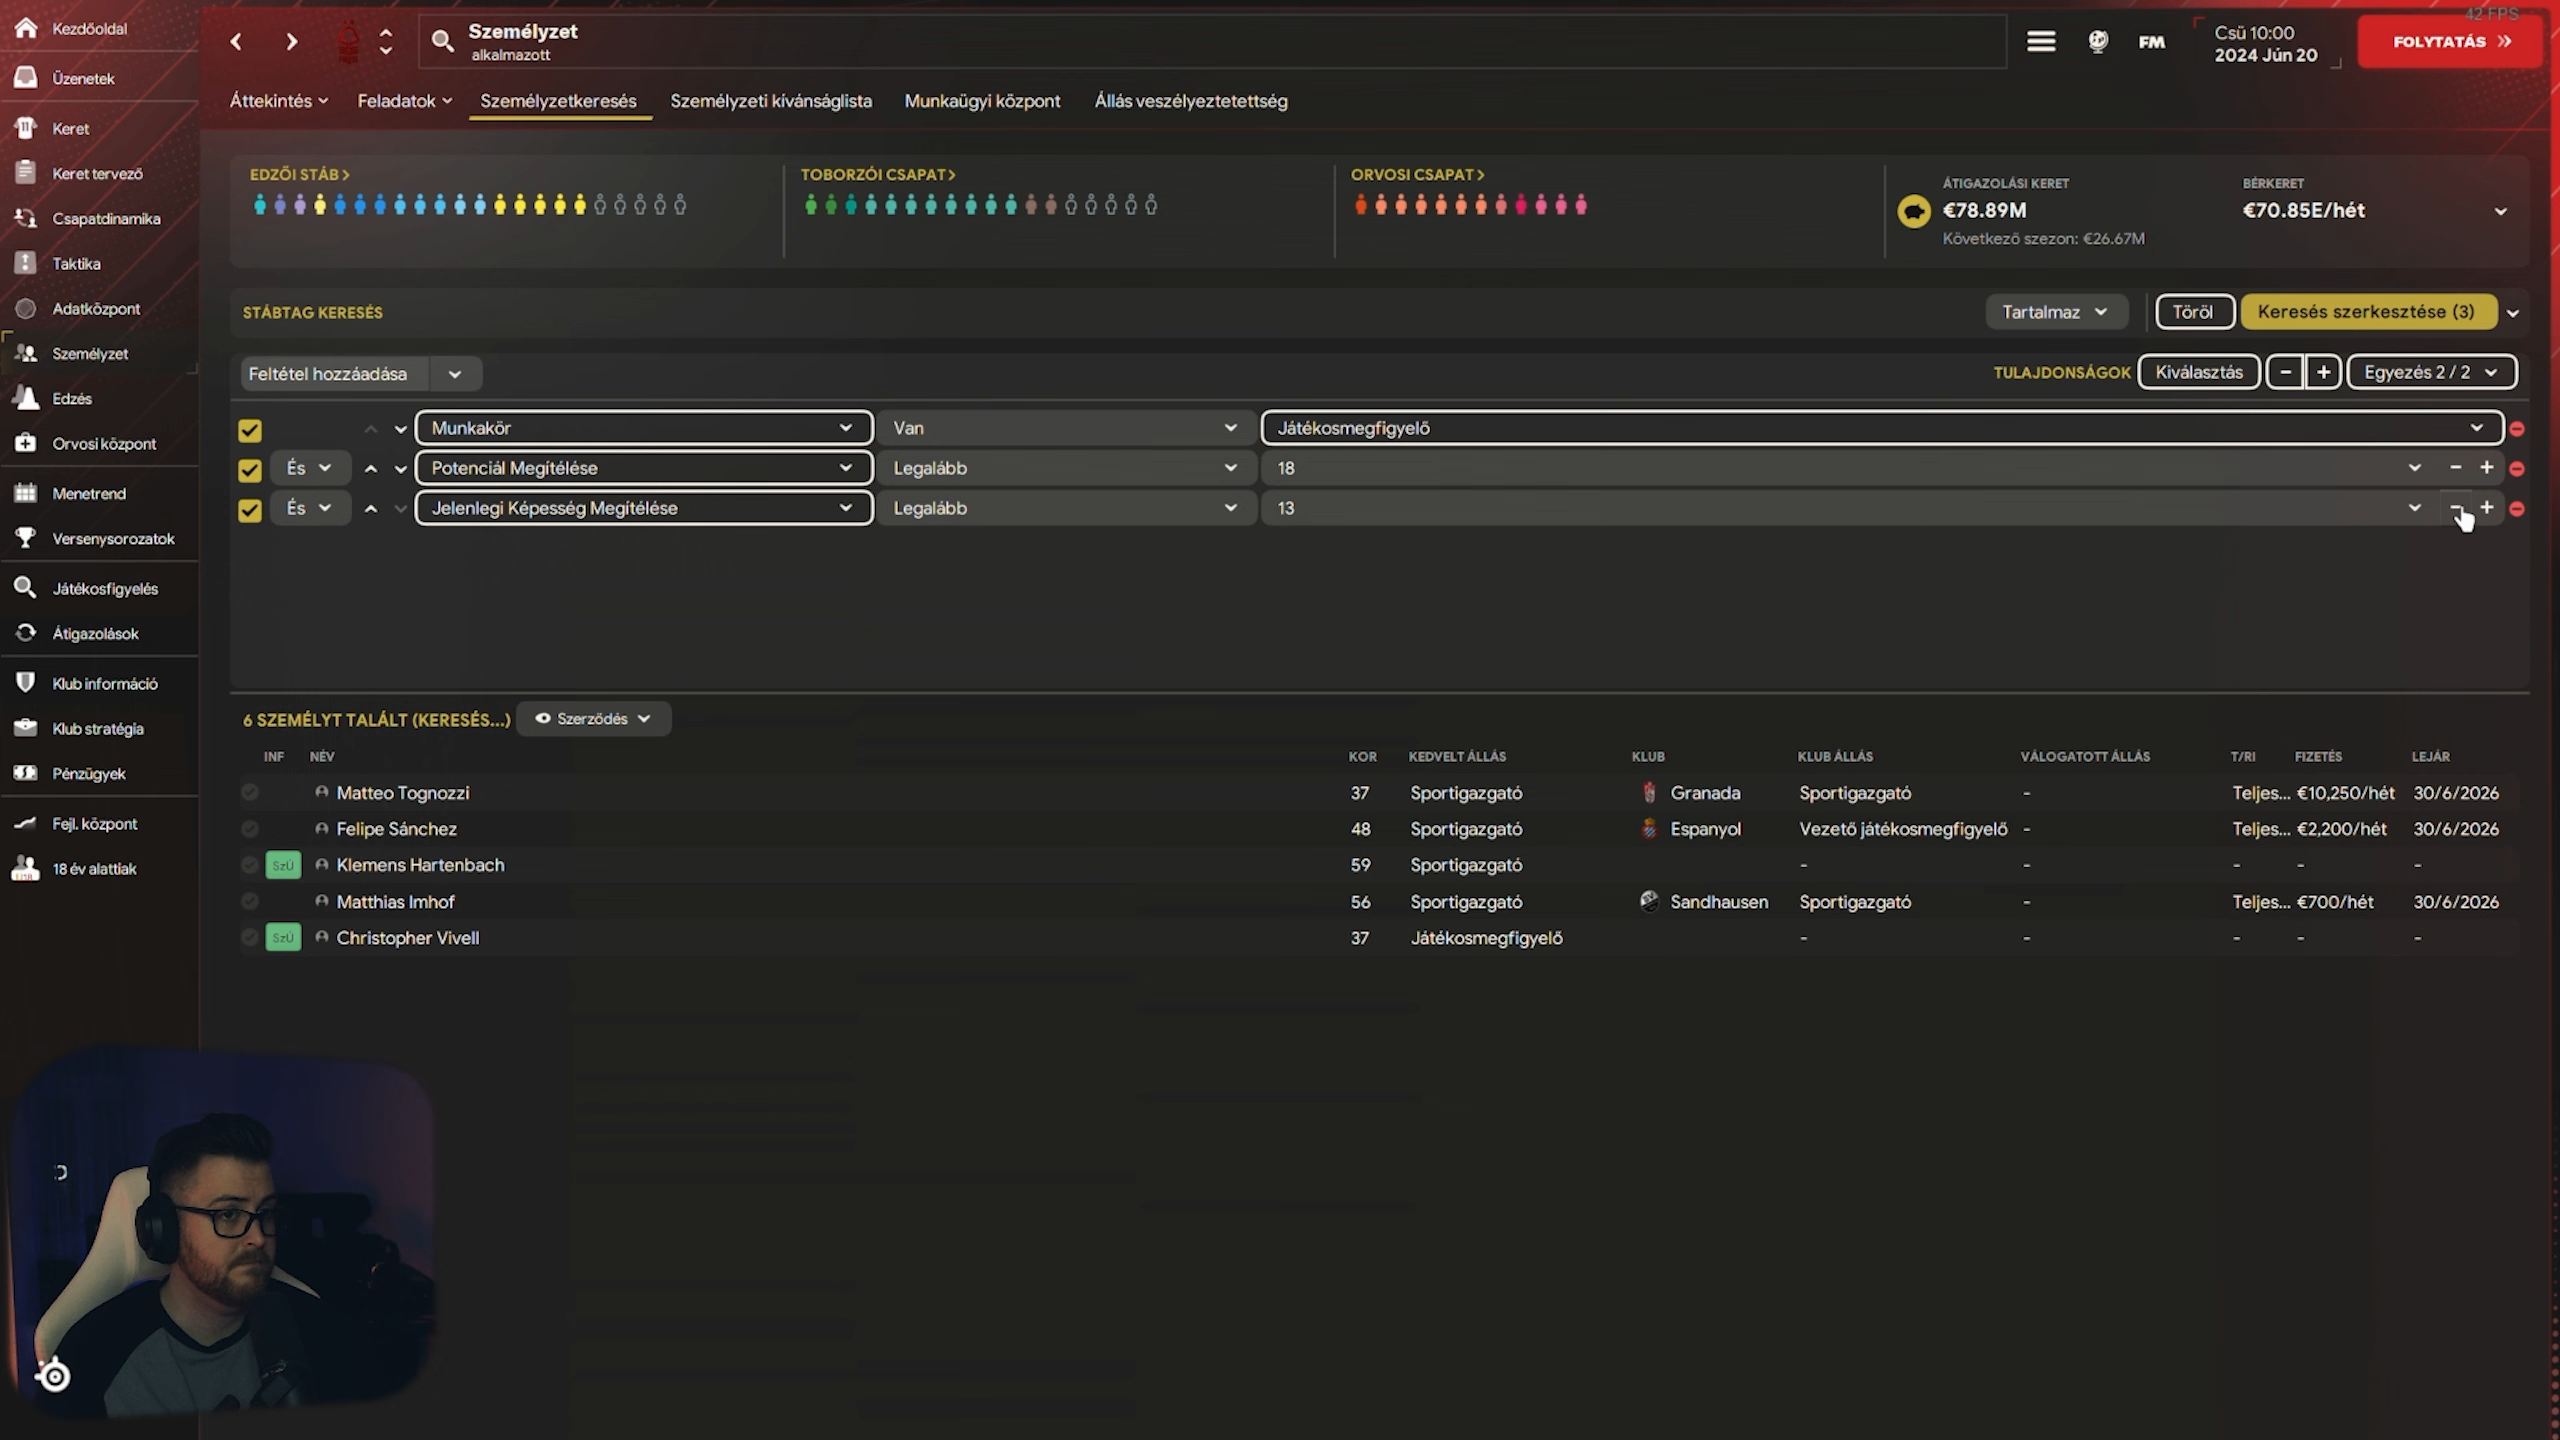 Kezdőoldal
Üzenetek
Keret
Keret tervező
Csapatdinamika
Taktika
Adatközpont
Személyzet
Edzés
Orvosi központ
Menetrend
Versenysorozatok
Játékosfigyelés
Átigazolások
Klub információ
Klub stratégia
Pénzügyek
Fejl. központ
18 év alattiak
Személyzet
alkalmazott
FM
Csü 10:00
2024 Jún 20
42 FPS
FOLYTATÁS
Áttekintés Feladatok Személyzetkeresés Személyzeti kívánságlista Munkaügyi központ Állás veszélyeztetettség
EDZŐI STÁB> TOBORZÓI CSAPAT> ORVOSI CSAPAT>
ÁTIGAZOLÁSI KERET BÉRKERET
€78.89M €70.85E/hét
Következő szezon: €26.67M
STÁBTAG KERESÉS Tartalmaz Töröl Keresés szerkesztése (3)
Feltétel hozzáadása TULAJDONSÁGOK Kiválasztás - + Egyezés 2 / 2
Munkakör Van Játékosmegfigyelő
És Potenciál Megítélése Legalább 18 - +
És Jelenlegi Képesség Megítélése Legalább 13 - +
6 SZEMÉLYT TALÁLT (KERESÉS...) Szerződés
INF NÉV KOR KEDVELT ÁLLÁS KLUB KLUB ÁLLÁS VÁLOGATOTT ÁLLÁS T/RI FIZETÉS LEJÁR
Matteo Tognozzi 37 Sportigazgató Granada Sportigazgató - Teljes... €10,250/hét 30/6/2026
Felipe Sánchez 48 Sportigazgató Espanyol Vezető játékosmegfigyelő - Teljes... €2,200/hét 30/6/2026
SzÜ Klemens Hartenbach 59 Sportigazgató - - - - -
Matthias Imhof 56 Sportigazgató Sandhausen Sportigazgató - Teljes... €700/hét 30/6/2026
SzÜ Christopher Vivell 37 Játékosmegfigyelő - - - - -